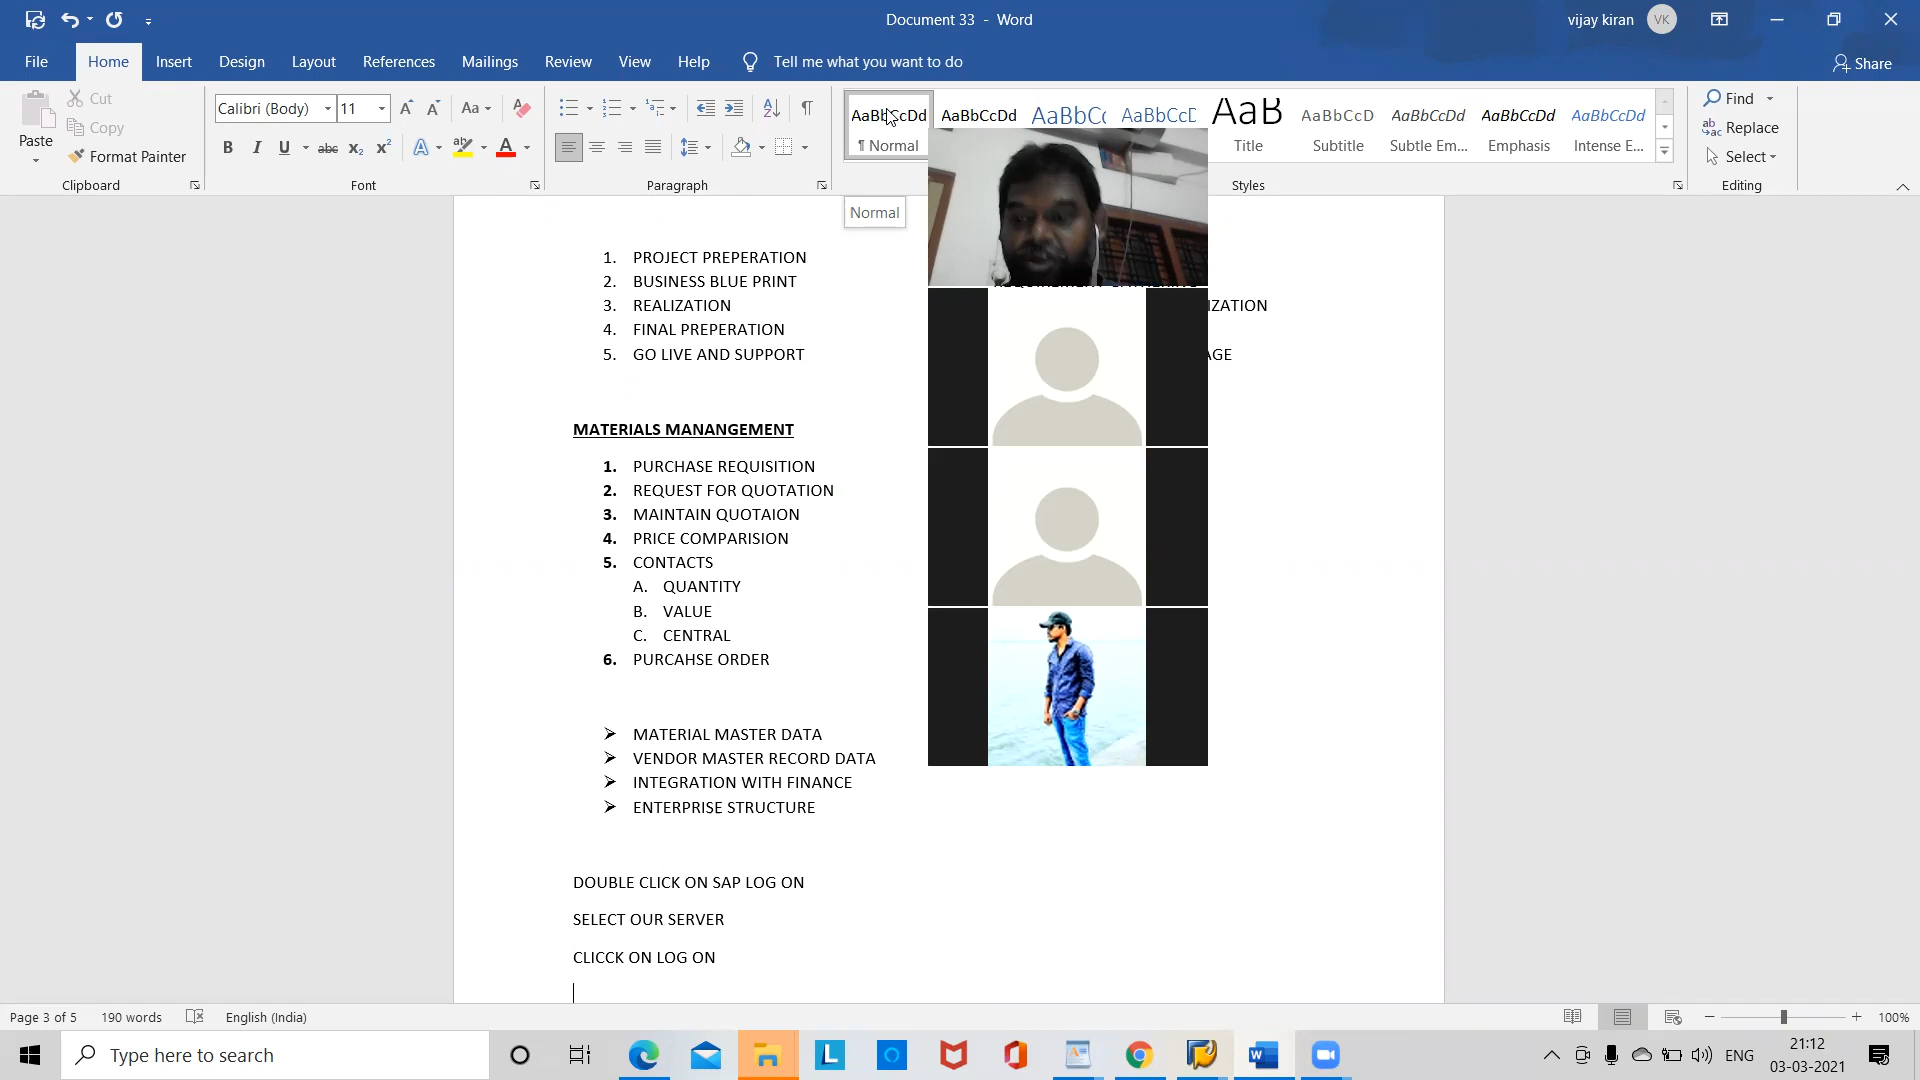 Document 33 - Word
vijay kiran
VK
File
Home
Insert
Design
Layout
References
Mailings
Review
View
Help
Tell me what you want to do
Share
Paste
Cut
Copy
Format Painter
Clipboard
Calibri (Body)
11
Font
Paragraph
AaBbCcDd
¶ Normal
AaBbCcDd
AaBbCc
AaBbCcD
AaB
Title
AaBbCcD
Subtitle
AaBbCcDd
Subtle Em...
AaBbCcDd
Emphasis
AaBbCcDd
Intense E...
Styles
Find
Replace
Select
Editing
Normal
1. PROJECT PREPERATION
2. BUSINESS BLUE PRINT
3. REALIZATION IZATION
4. FINAL PREPERATION
5. GO LIVE AND SUPPORT AGE
MATERIALS MANANGEMENT
1. PURCHASE REQUISITION
2. REQUEST FOR QUOTATION
3. MAINTAIN QUOTAION
4. PRICE COMPARISION
5. CONTACTS
A. QUANTITY
B. VALUE
C. CENTRAL
6. PURCAHSE ORDER
➢ MATERIAL MASTER DATA
➢ VENDOR MASTER RECORD DATA
➢ INTEGRATION WITH FINANCE
➢ ENTERPRISE STRUCTURE
DOUBLE CLICK ON SAP LOG ON
SELECT OUR SERVER
CLICCK ON LOG ON
Page 3 of 5
190 words
English (India)
100%
Type here to search
ENG
21:12
03-03-2021